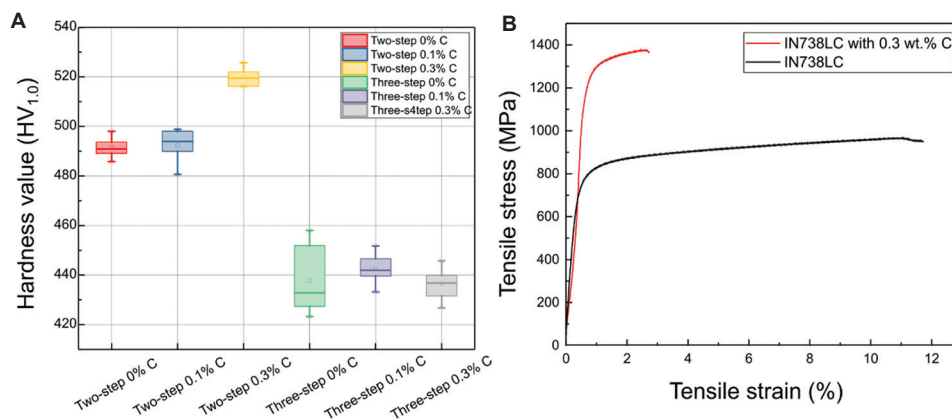 A
Hardness value (HV1.0)
540
520
500
480
460
440
420
Two-step 0% C
Two-step 0.1% C
Two-step 0.3% C
Three-step 0% C
Three-step 0.1% C
Three-s4tep 0.3% C
Two-step 0% C
Two-step 0.1% C
Two-step 0.3% C
Three-step 0% C
Three-step 0.1% C
Three-step 0.3% C
B
Tensile stress (MPa)
1400
1200
1000
800
600
400
200
0
IN738LC with 0.3 wt.% C
IN738LC
0
2
4
6
8
10
12
Tensile strain (%)